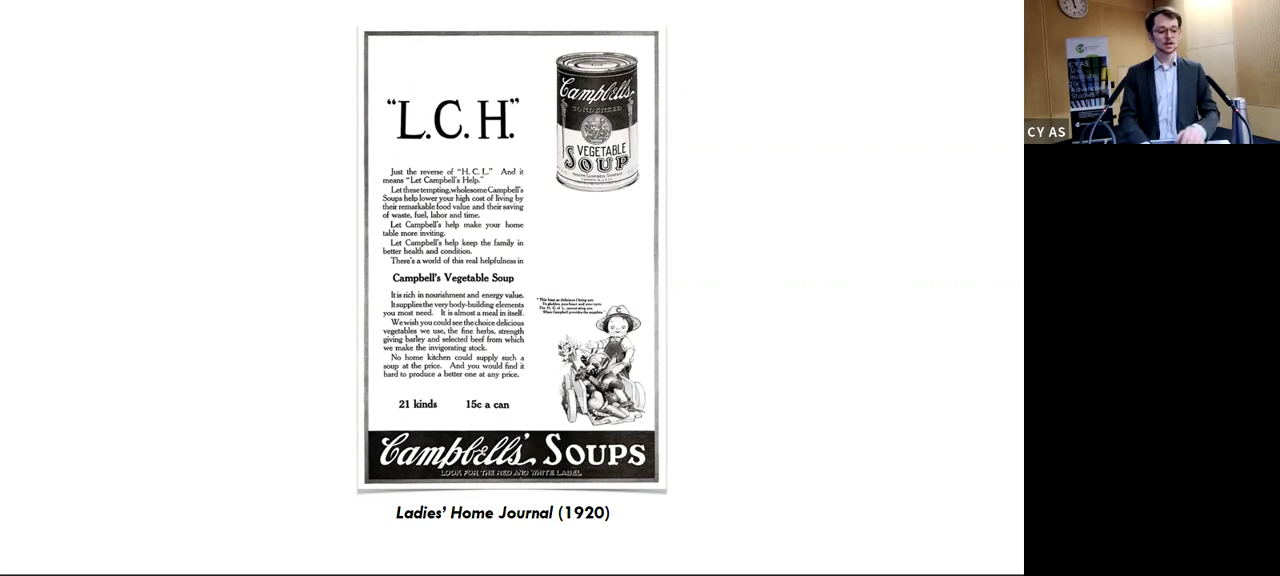 "L.C.H."
Just the reverse of "H. C. L." And it
means "Let Campbell's Help."
Let these tempting, wholesome Campbell's
Soups help lower your high cost of living by
their remarkable food value and their saving
of waste, fuel, labor and time.
Let Campbell's help make your home
table more inviting.
Let Campbell's help keep the family in
better health and condition.
There's a world of this real helpfulness in
Campbell's Vegetable Soup
It is rich in nourishment and energy value.
It supplies the very body-building elements
you most need. It is almost a meal in itself.
We wish you could see the choice delicious
vegetables we use, the fine herbs, strength
giving barley and selected beef from which
we make the invigorating stock.
No home kitchen could supply such a
soup at the price. And you would find it
hard to produce a better one at any price.
21 kinds 15c a can
Campbell's
CONDENSED
VEGETABLE
SOUP
C
Campbell's SOUPS
LOOK FOR THE RED AND WHITE LABEL
Ladies' Home Journal (1920)
CY AS
CY AS